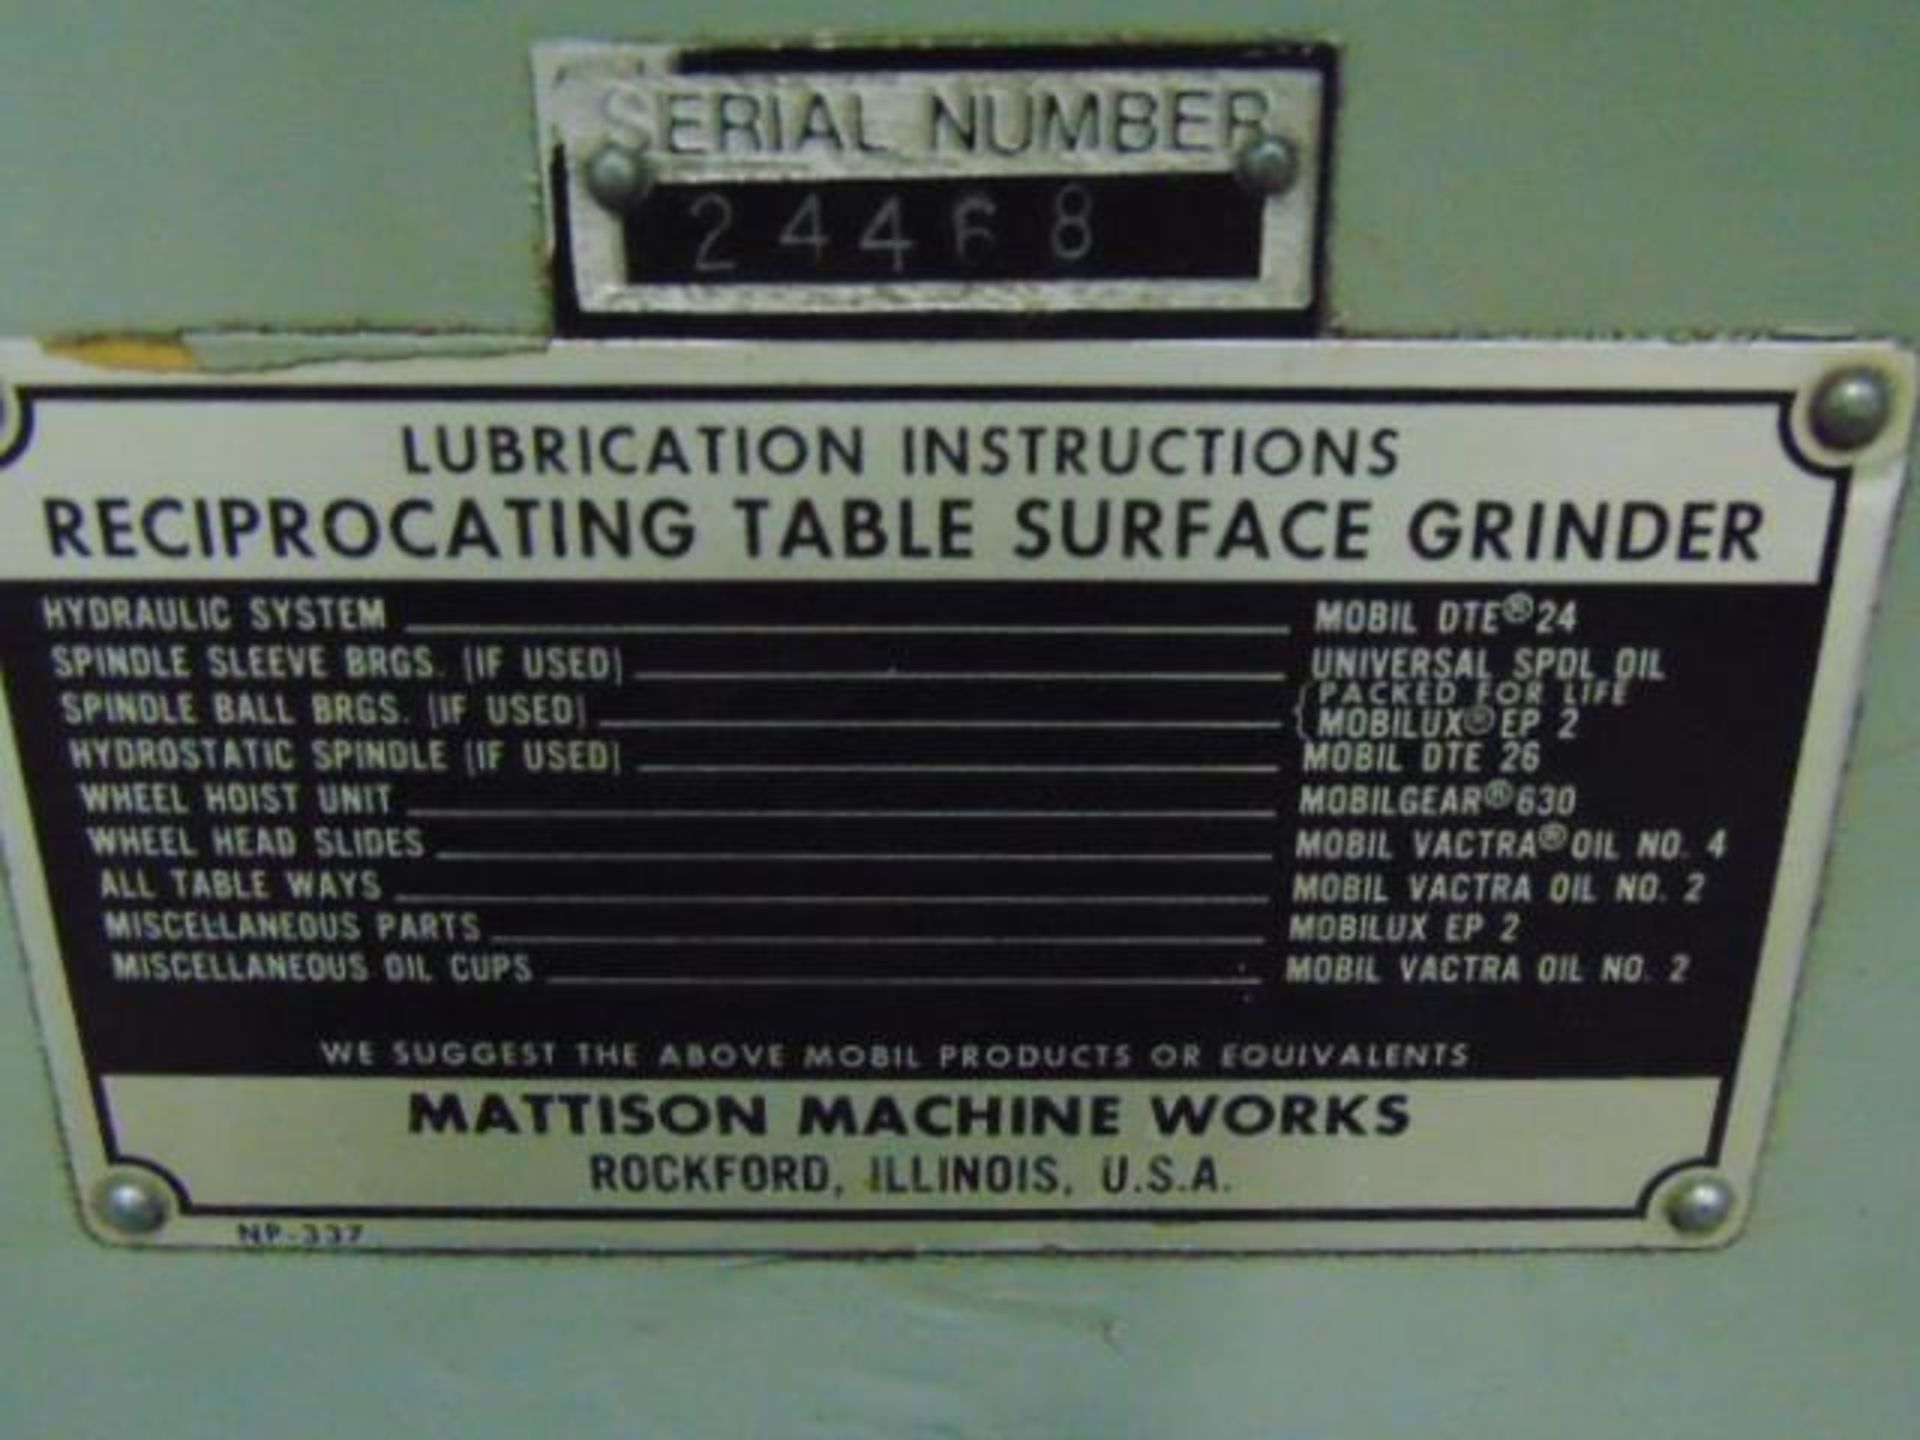 SERIAL NUMBER
24468
LUBRICATION INSTRUCTIONS
RECIPROCATING TABLE SURFACE GRINDER
HYDRAULIC SYSTEM MOBIL DTE® 24
SPINDLE SLEEVE BRGS. (IF USED) UNIVERSAL SPDL OIL
SPINDLE BALL BRGS. (IF USED) {PACKED FOR LIFE
MOBILUX® EP 2
HYDROSTATIC SPINDLE (IF USED) MOBIL DTE 26
WHEEL HOIST UNIT MOBILGEAR® 630
WHEEL HEAD SLIDES MOBIL VACTRA® OIL NO. 4
ALL TABLE WAYS MOBIL VACTRA OIL NO. 2
MISCELLANEOUS PARTS MOBILUX EP 2
MISCELLANEOUS OIL CUPS MOBIL VACTRA OIL NO. 2
WE SUGGEST THE ABOVE MOBIL PRODUCTS OR EQUIVALENTS
MATTISON MACHINE WORKS
ROCKFORD, ILLINOIS, U.S.A.
NP-337